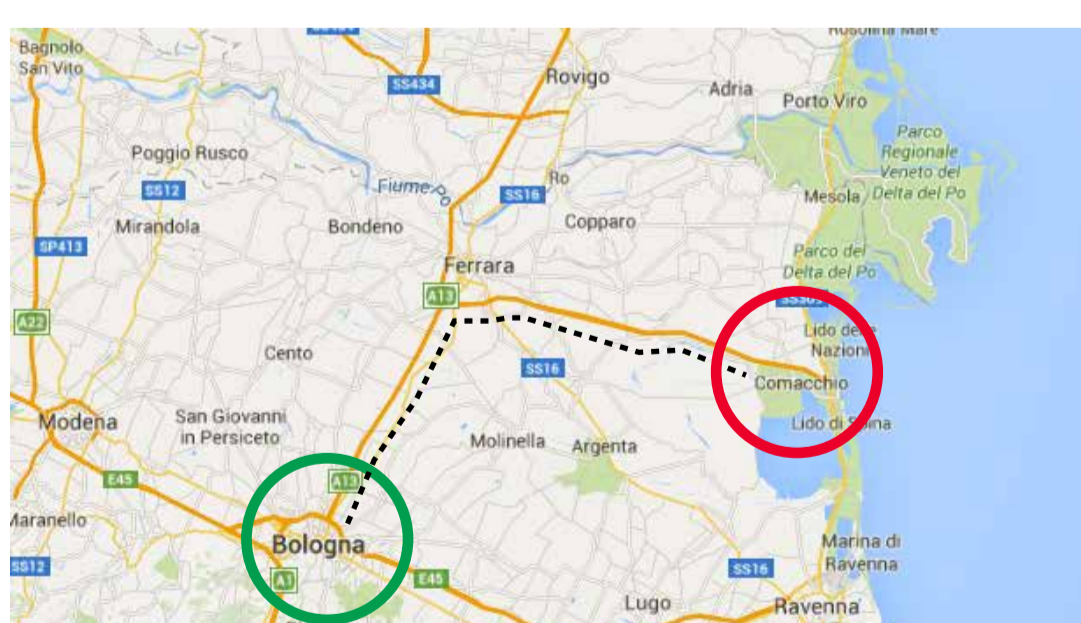 Rosolina Mare
Bagnolo
San Vito
SS434
Rovigo
Adria
Porto Viro
Parco
Regionale
Veneto del
Delta del Po
Poggio Rusco
SS12
Fiume Po
SS16
Ro
Mesola
Mirandola
Bondeno
Copparo
SP413
Parco del
Delta del Po
Ferrara
A13
SS309
A22
Lido delle
Nazioni
Cento
SS16
Comacchio
Modena
San Giovanni
in Persiceto
Lido di Spina
Molinella
Argenta
E45
A13
Maranello
Bologna
Marina di
Ravenna
SS12
A1
E45
SS16
Lugo
Ravenna